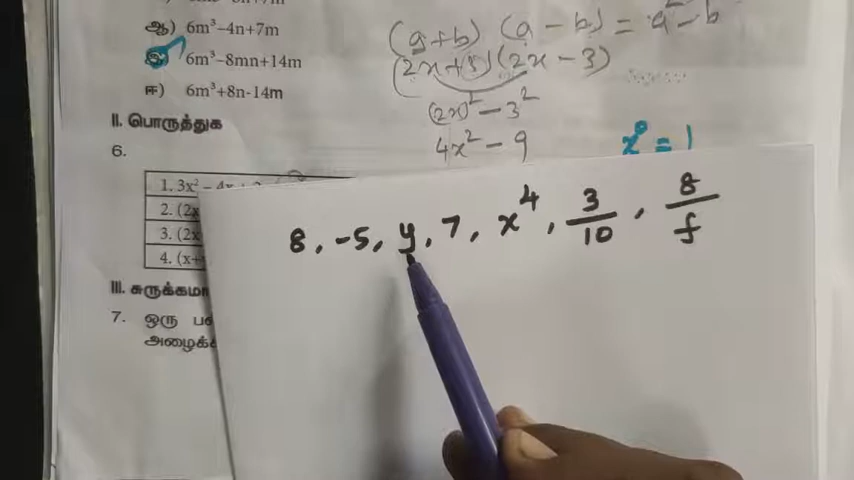 ஆ) 6m³-4n+7m
இ) 6m³-8mn+14m
ஈ) 6m³+8n-14m
II. பொருத்துக
6.
1. 3x² – 4x
2. (2x
3. (2x
4. (x+
III. சுருக்கமா
7. ஒரு
அழைக்க
(a+b) (a-b) = a²-b
(2x+3)(2x-3)
(2x)²-3²
4x²-9
x⁰=1
8, -5, y, 7, x⁴, 3/10, 8/f